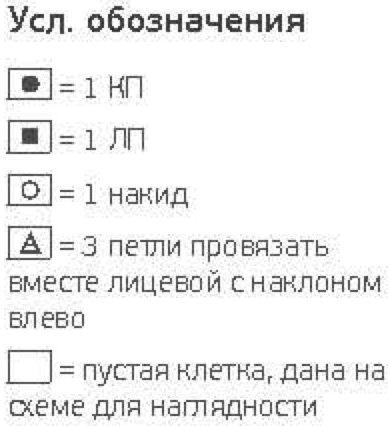 Усл. обозначения
= 1 КП
= 1 ЛП
= 1 накид
= 3 петли провязать
вместе лицевой с наклоном
влево
= пустая клетка, дана на
схеме для наглядности